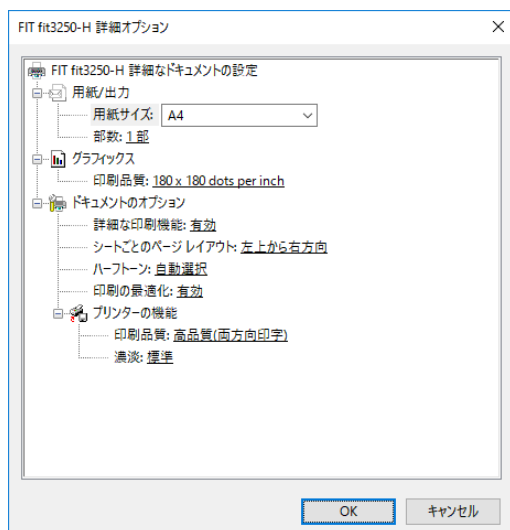 FIT fit3250-H 詳細オプション
FIT fit3250-H 詳細なドキュメントの設定
用紙/出力
用紙サイズ: A4
部数: 1 部
グラフィックス
印刷品質: 180 x 180 dots per inch
ドキュメントのオプション
詳細な印刷機能: 有効
シートごとのページ レイアウト: 左上から右方向
ハーフトーン: 自動選択
印刷の最適化: 有効
プリンターの機能
印刷品質: 高品質(両方向印字)
濃淡: 標準
OK キャンセル